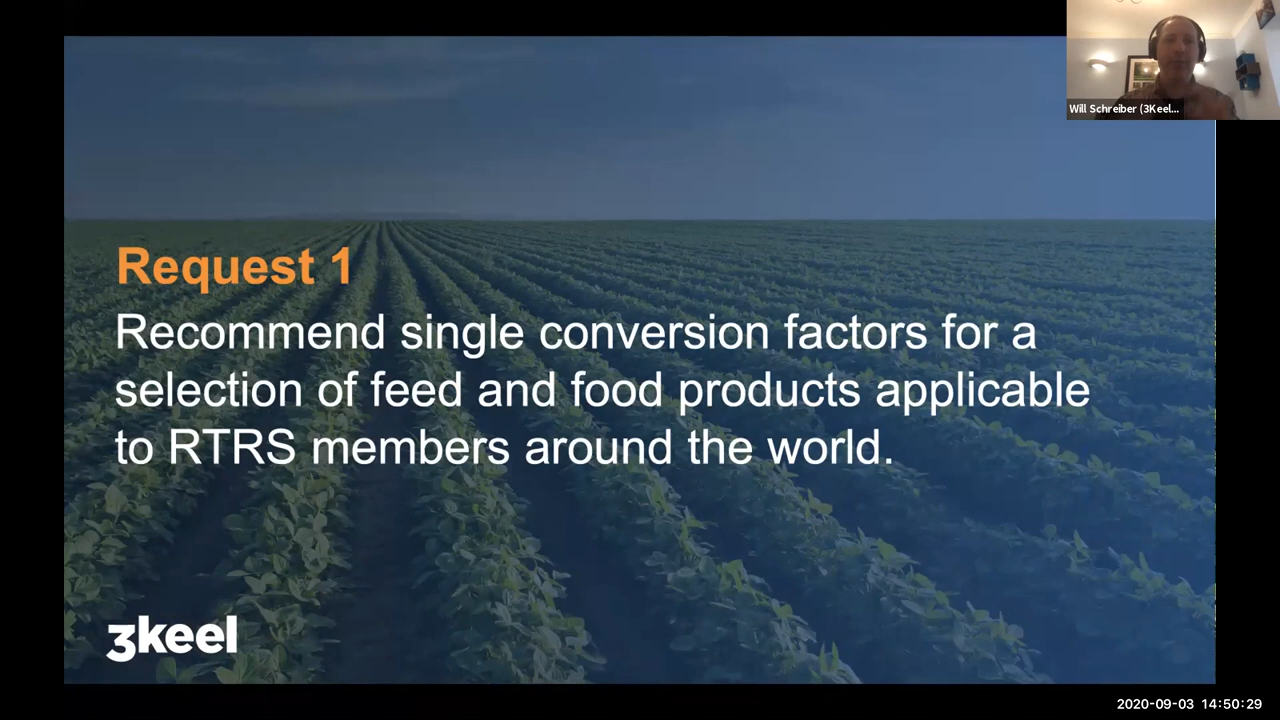 Will Schreiber (3Keel...
Request 1
Recommend single conversion factors for a
selection of feed and food products applicable
to RTRS members around the world.
3keel
2020-09-03 14:50:29